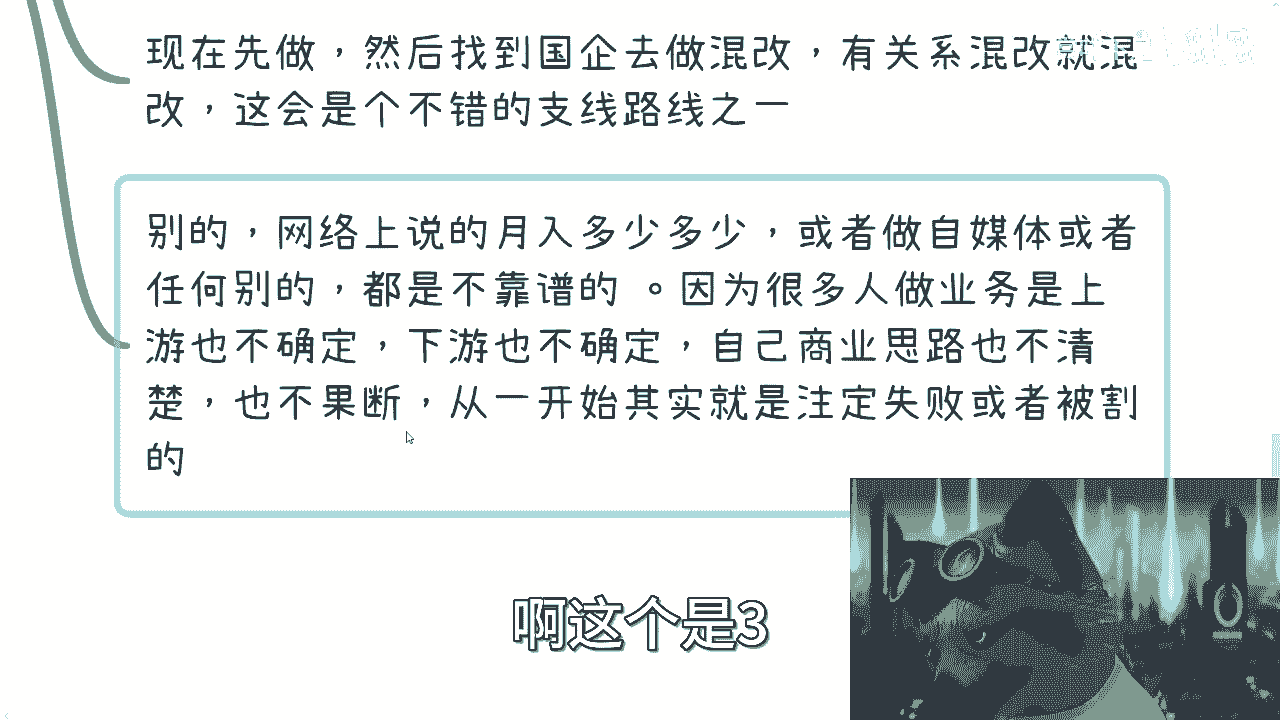 现在先做，然后找到国企去做混改，有关系混改就混
改，这会是个不错的支线路线之一
别的，网络上说的月入多少多少，或者做自媒体或者
任何别的，都是不靠谱的 。因为很多人做业务是上
游也不确定，下游也不确定，自己商业思路也不清
楚，也不果断，从一开始其实就是注定失败或者被割
的
啊这个是3